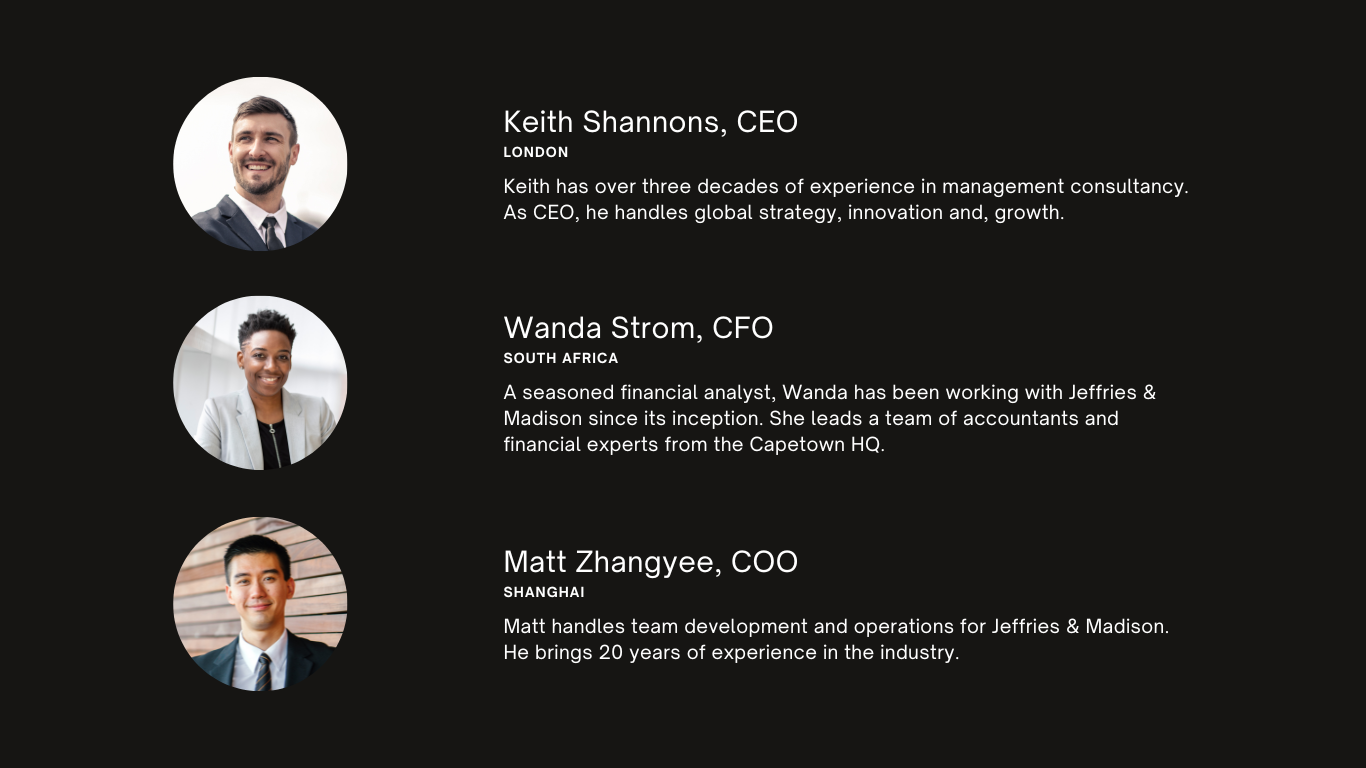 Keith Shannons, CEO
LONDON
Keith has over three decades of experience in management consultancy.
As CEO, he handles global strategy, innovation and, growth.
Wanda Strom, CFO
SOUTH AFRICA
A seasoned financial analyst, Wanda has been working with Jeffries &
Madison since its inception. She leads a team of accountants and
financial experts from the Capetown HQ.
Matt Zhangyee, COO
SHANGHAI
Matt handles team development and operations for Jeffries & Madison.
He brings 20 years of experience in the industry.